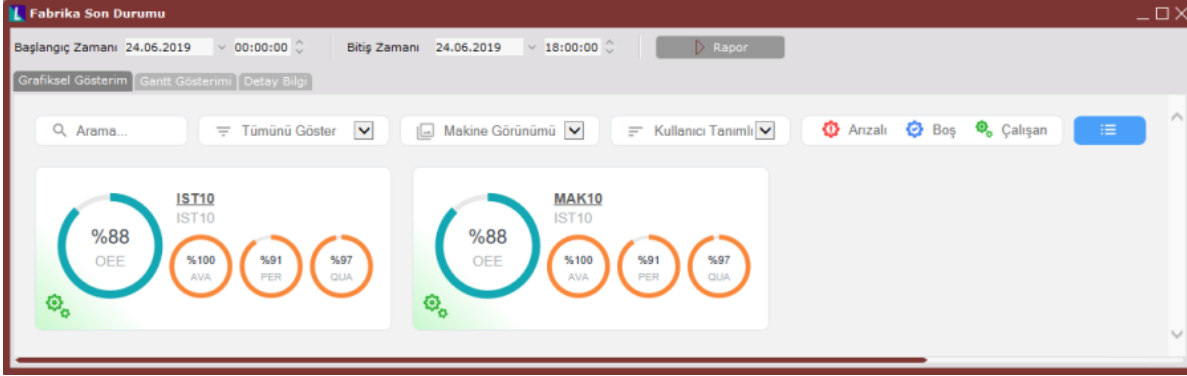 Fabrika Son Durumu
Başlangıç Zamanı 24.06.2019 00:00:00 Bitiş Zamanı 24.06.2019 18:00:00 Rapor
Grafiksel Gösterim Gantt Gösterimi Detay Bilgi
Arama... Tümünü Göster Makine Görünümü Kullanıcı Tanımlı Arızalı Boş Çalışan
IST10
IST10
%88
OEE
%100
AVA
%91
PER
%97
QUA
MAK10
IST10
%88
OEE
%100
AVA
%91
PER
%97
QUA